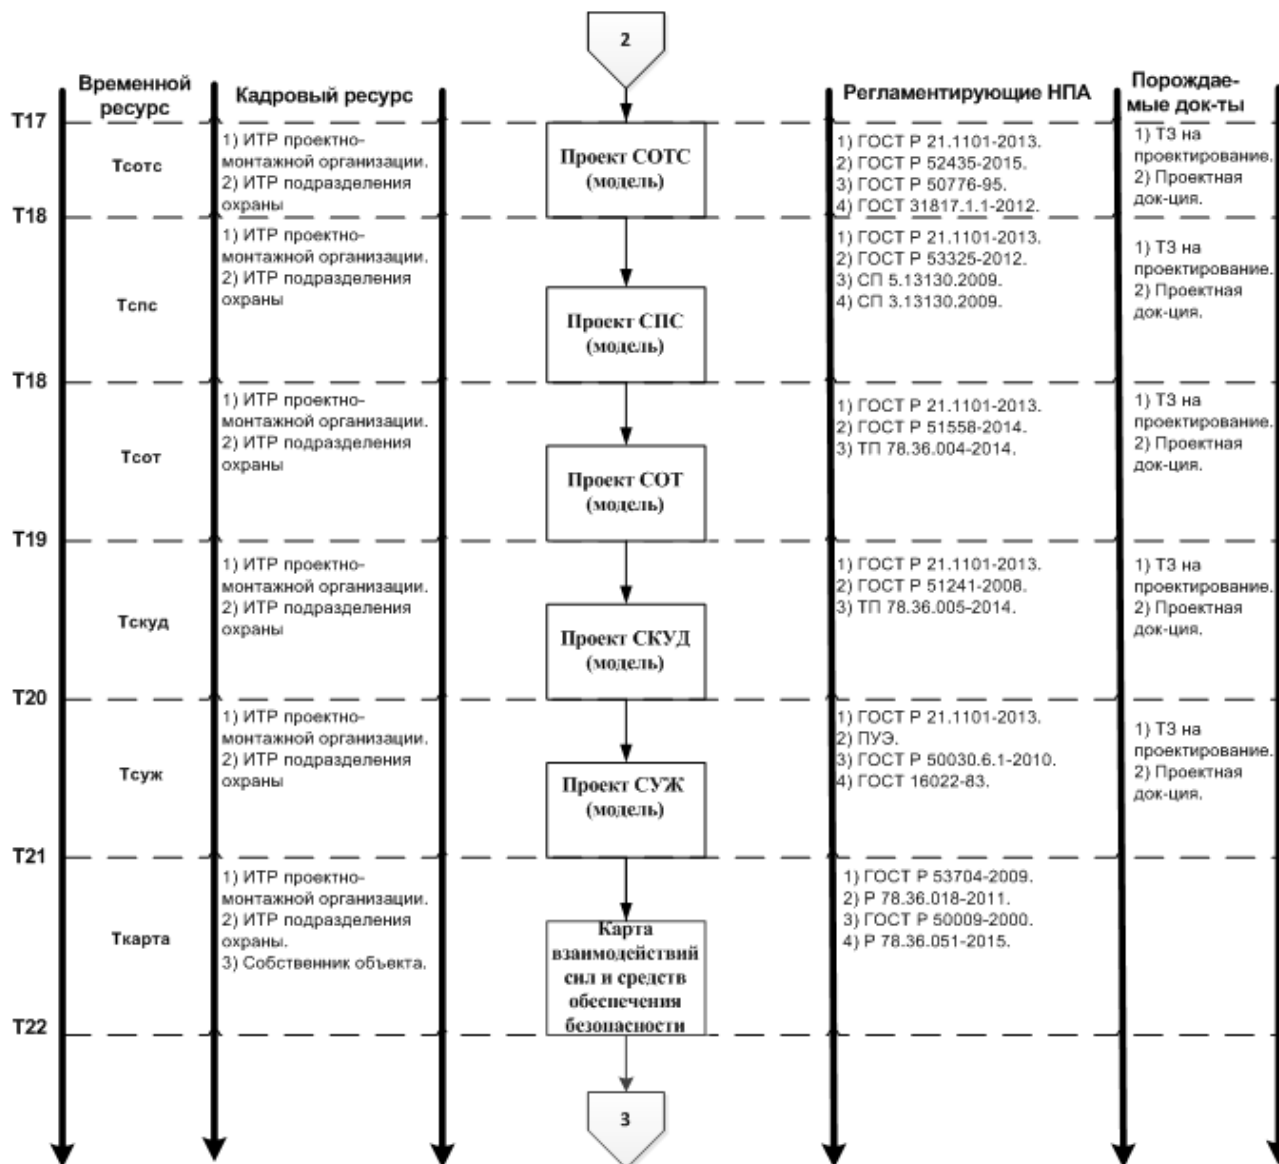 2
Временной
ресурс
Кадровый ресурс
Регламентирующие НПА
Порождае-
мые док-ты
T17
Тсотс
1) ИТР проектно-
монтажной организации.
2) ИТР подразделения
охраны
Проект СОТС
(модель)
1) ГОСТ Р 21.1101-2013.
2) ГОСТ Р 52435-2015.
3) ГОСТ Р 50776-95.
4) ГОСТ 31817.1.1-2012.
1) ТЗ на
проектирование.
2) Проектная
док-ция.
T18
Тспс
1) ИТР проектно-
монтажной организации.
2) ИТР подразделения
охраны
Проект СПС
(модель)
1) ГОСТ Р 21.1101-2013.
2) ГОСТ Р 53325-2012.
3) СП 5.13130.2009.
4) СП 3.13130.2009.
1) ТЗ на
проектирование.
2) Проектная
док-ция.
T18
Тсот
1) ИТР проектно-
монтажной организации.
2) ИТР подразделения
охраны
Проект СОТ
(модель)
1) ГОСТ Р 21.1101-2013.
2) ГОСТ Р 51558-2014.
3) ТП 78.36.004-2014.
1) ТЗ на
проектирование.
2) Проектная
док-ция.
T19
Тскуд
1) ИТР проектно-
монтажной организации.
2) ИТР подразделения
охраны
Проект СКУД
(модель)
1) ГОСТ Р 21.1101-2013.
2) ГОСТ Р 51241-2008.
3) ТП 78.36.005-2014.
1) ТЗ на
проектирование.
2) Проектная
док-ция.
T20
Тсуж
1) ИТР проектно-
монтажной организации.
2) ИТР подразделения
охраны
Проект СУЖ
(модель)
1) ГОСТ Р 21.1101-2013.
2) ПУЭ.
3) ГОСТ Р 50030.6.1-2010.
4) ГОСТ 16022-83.
1) ТЗ на
проектирование.
2) Проектная
док-ция.
T21
Ткарта
1) ИТР проектно-
монтажной организации.
2) ИТР подразделения
охраны.
3) Собственник объекта.
Карта
взаимодействий
сил и средств
обеспечения
безопасности
1) ГОСТ Р 53704-2009.
2) Р 78.36.018-2011.
3) ГОСТ Р 50009-2000.
4) Р 78.36.051-2015.
T22
3